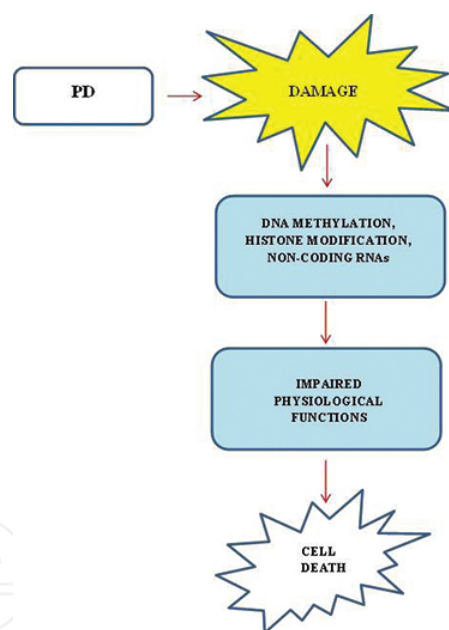 PD
DAMAGE
DNA METHYLATION,
HISTONE MODIFICATION,
NON-CODING RNAs
IMPAIRED
PHYSIOLOGICAL
FUNCTIONS
CELL
DEATH